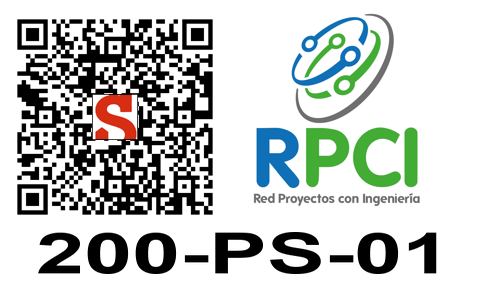 S
RPCI
Red Proyectos con Ingeniería
200-PS-01